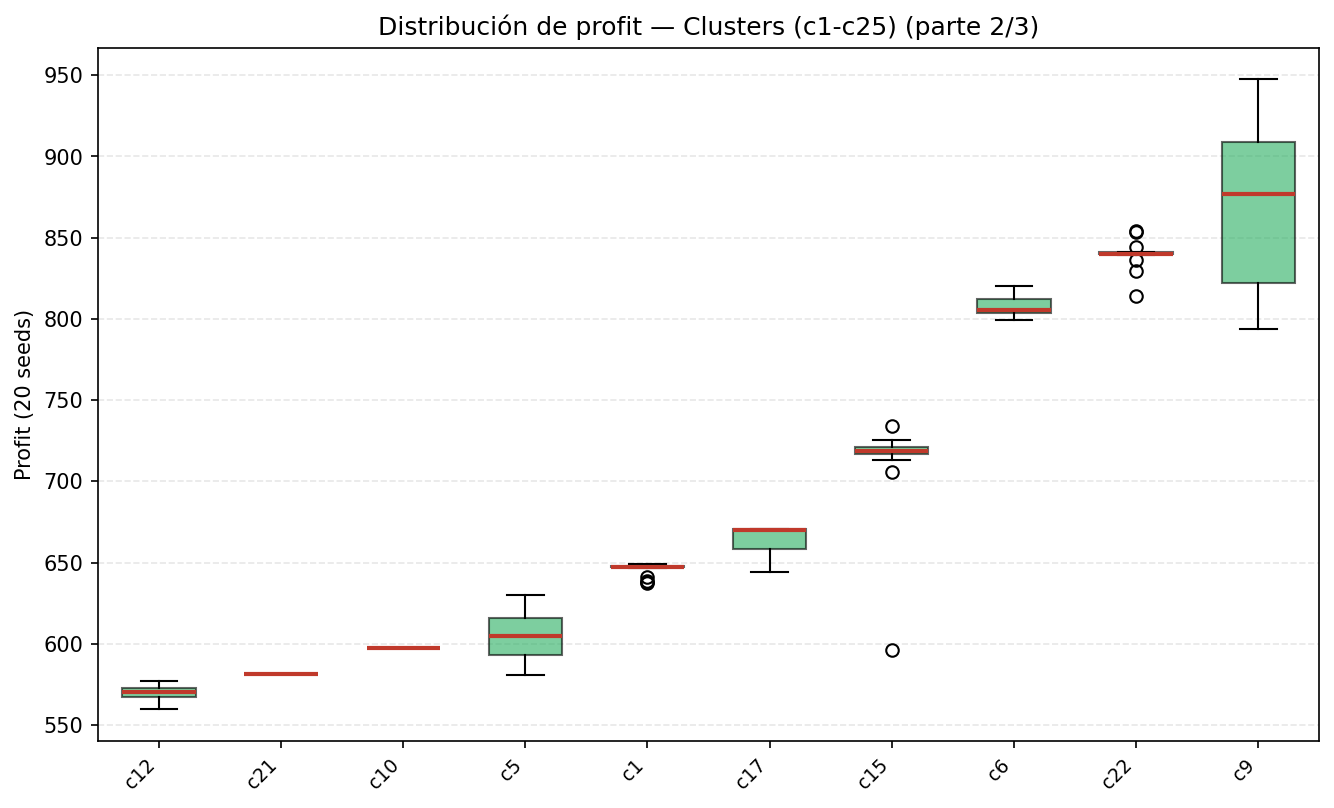 Distribución de profit — Clusters (c1-c25) (parte 2/3)
Profit (20 seeds)
950
900
850
800
750
700
650
600
550
c12
c21
c10
c5
c1
c17
c15
c6
c22
c9